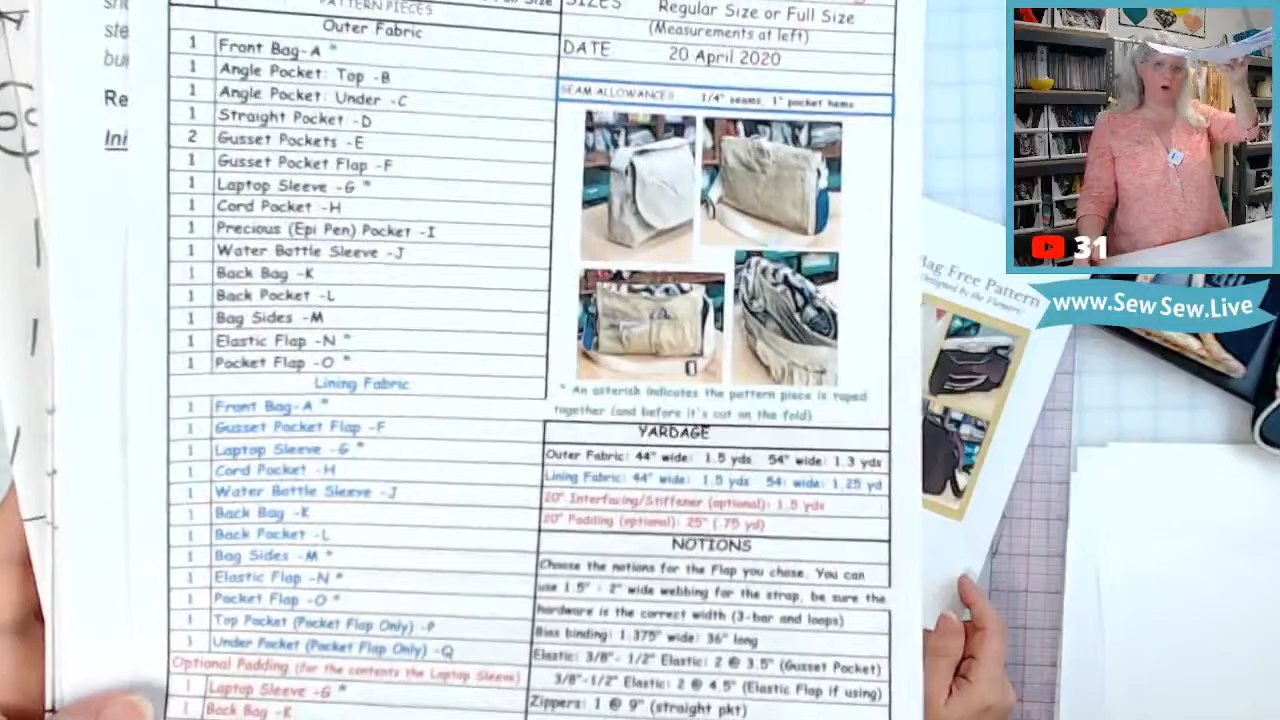 PATTERN PIECES
Size
Outer Fabric
1 Front Bag-A *
1 Angle Pocket: Top -B
1 Angle Pocket: Under -C
1 Straight Pocket -D
2 Gusset Pockets -E
1 Gusset Pocket Flap -F
1 Laptop Sleeve -G *
1 Cord Pocket -H
1 Precious (Epi Pen) Pocket -I
1 Water Bottle Sleeve -J
1 Back Bag -K
1 Back Pocket -L
1 Bag Sides -M
1 Elastic Flap -N *
1 Pocket Flap -O *
Lining Fabric
1 Front Bag-A *
1 Gusset Pocket Flap -F
1 Laptop Sleeve -G *
1 Cord Pocket -H
1 Water Bottle Sleeve -J
1 Back Bag -K
1 Back Pocket -L
1 Bag Sides -M *
1 Elastic Flap -N *
1 Pocket Flap -O *
1 Top Pocket (Pocket Flap Only) -P
1 Under Pocket (Pocket Flap Only) -Q
Optional Padding (for the contents the Laptop Sleeve)
1 Laptop Sleeve -G *
1 Back Bag -K
SIZES Regular Size or Full Size
(Measurements at left)
DATE 20 April 2020
SEAM ALLOWANCES 1/4" seams, 1" pocket hems
* An asterisk indicates the pattern piece is taped
together (and before it's cut on the fold)
YARDAGE
Outer Fabric: 44" wide: 1.5 yds 54" wide: 1.3 yds
Lining Fabric: 44" wide: 1.5 yds 54: wide: 1.25 yd
20" Interfacing/Stiffener (optional): 1.5 yds
20" Padding (optional): 25" (.75 yd)
NOTIONS
Choose the notions for the Flap you chose. You can
use 1.5" - 2" wide webbing for the strap, be sure the
hardware is the correct width (3-bar and loops)
Bias binding: 1.375" wide: 36" long
Elastic: 3/8"- 1/2" Elastic: 2 @ 3.5" (Gusset Pocket)
3/8"-1/2" Elastic: 2 @ 4.5" (Elastic Flap if using)
Zippers: 1 @ 9" (straight pkt)
Re
Ini
Bag Free Pattern
Designed by the Viewers!
31
www.SewSew.Live